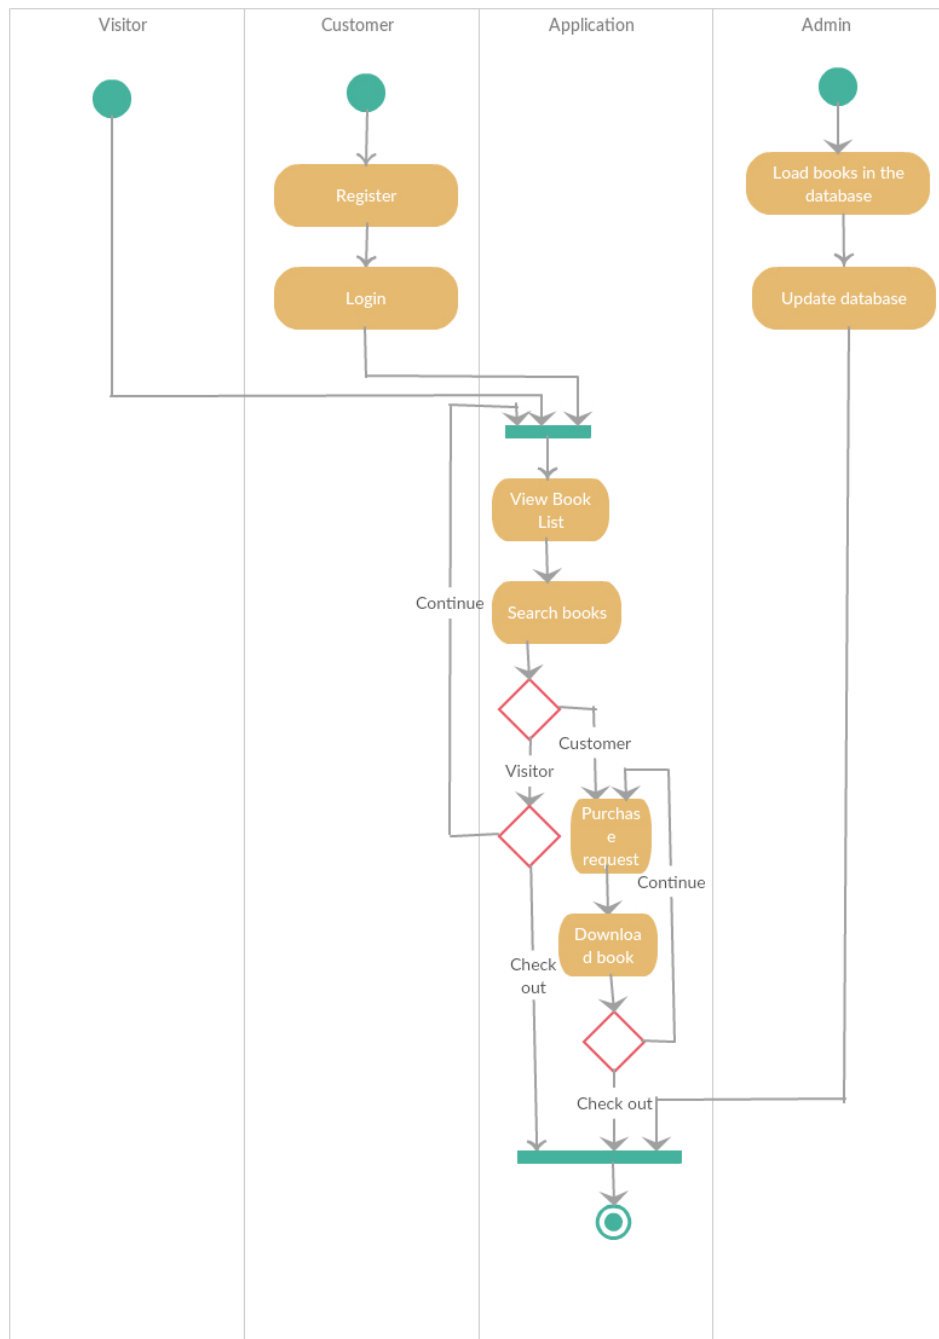 Visitor
Customer
Application
Admin
Register
Login
Load books in the
database
Update database
View Book
List
Search books
Continue
Customer
Visitor
Purchas
e
request
Continue
Downloa
d book
Check
out
Check out